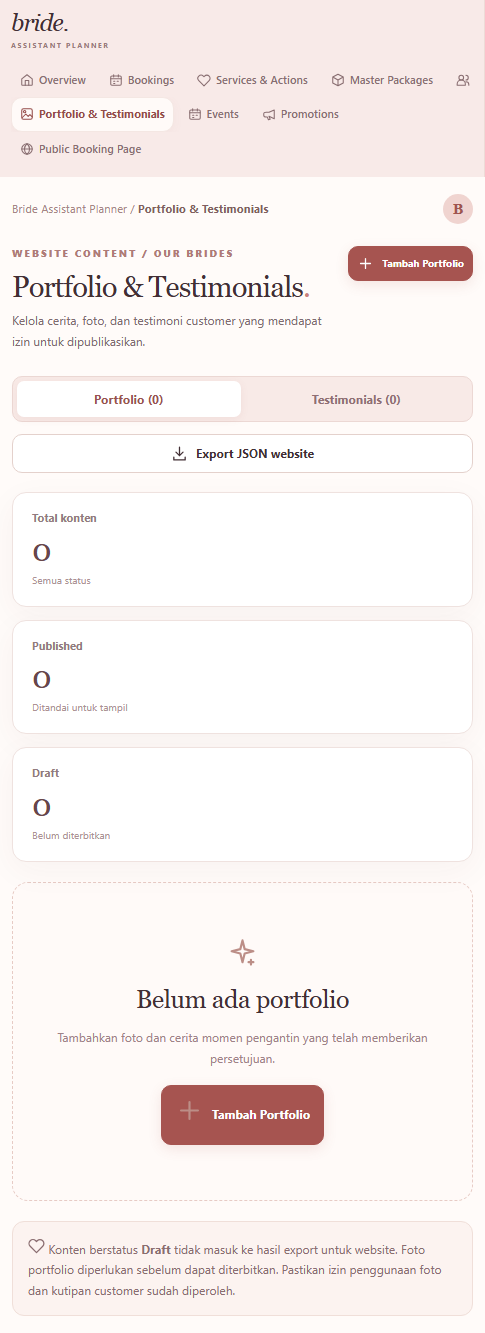 bride.
ASSISTANT PLANNER
Overview
Bookings
Services & Actions
Master Packages
Portfolio & Testimonials
Events
Promotions
Public Booking Page
Bride Assistant Planner / Portfolio & Testimonials
B
WEBSITE CONTENT / OUR BRIDES
Portfolio & Testimonials.
Tambah Portfolio
Kelola cerita, foto, dan testimoni customer yang mendapat
izin untuk dipublikasikan.
Portfolio (0)
Testimonials (0)
Export JSON website
Total konten
0
Semua status
Published
0
Ditandai untuk tampil
Draft
0
Belum diterbitkan
Belum ada portfolio
Tambahkan foto dan cerita momen pengantin yang telah memberikan
persetujuan.
Tambah Portfolio
Konten berstatus Draft tidak masuk ke hasil export untuk website. Foto
portfolio diperlukan sebelum dapat diterbitkan. Pastikan izin penggunaan foto
dan kutipan customer sudah diperoleh.